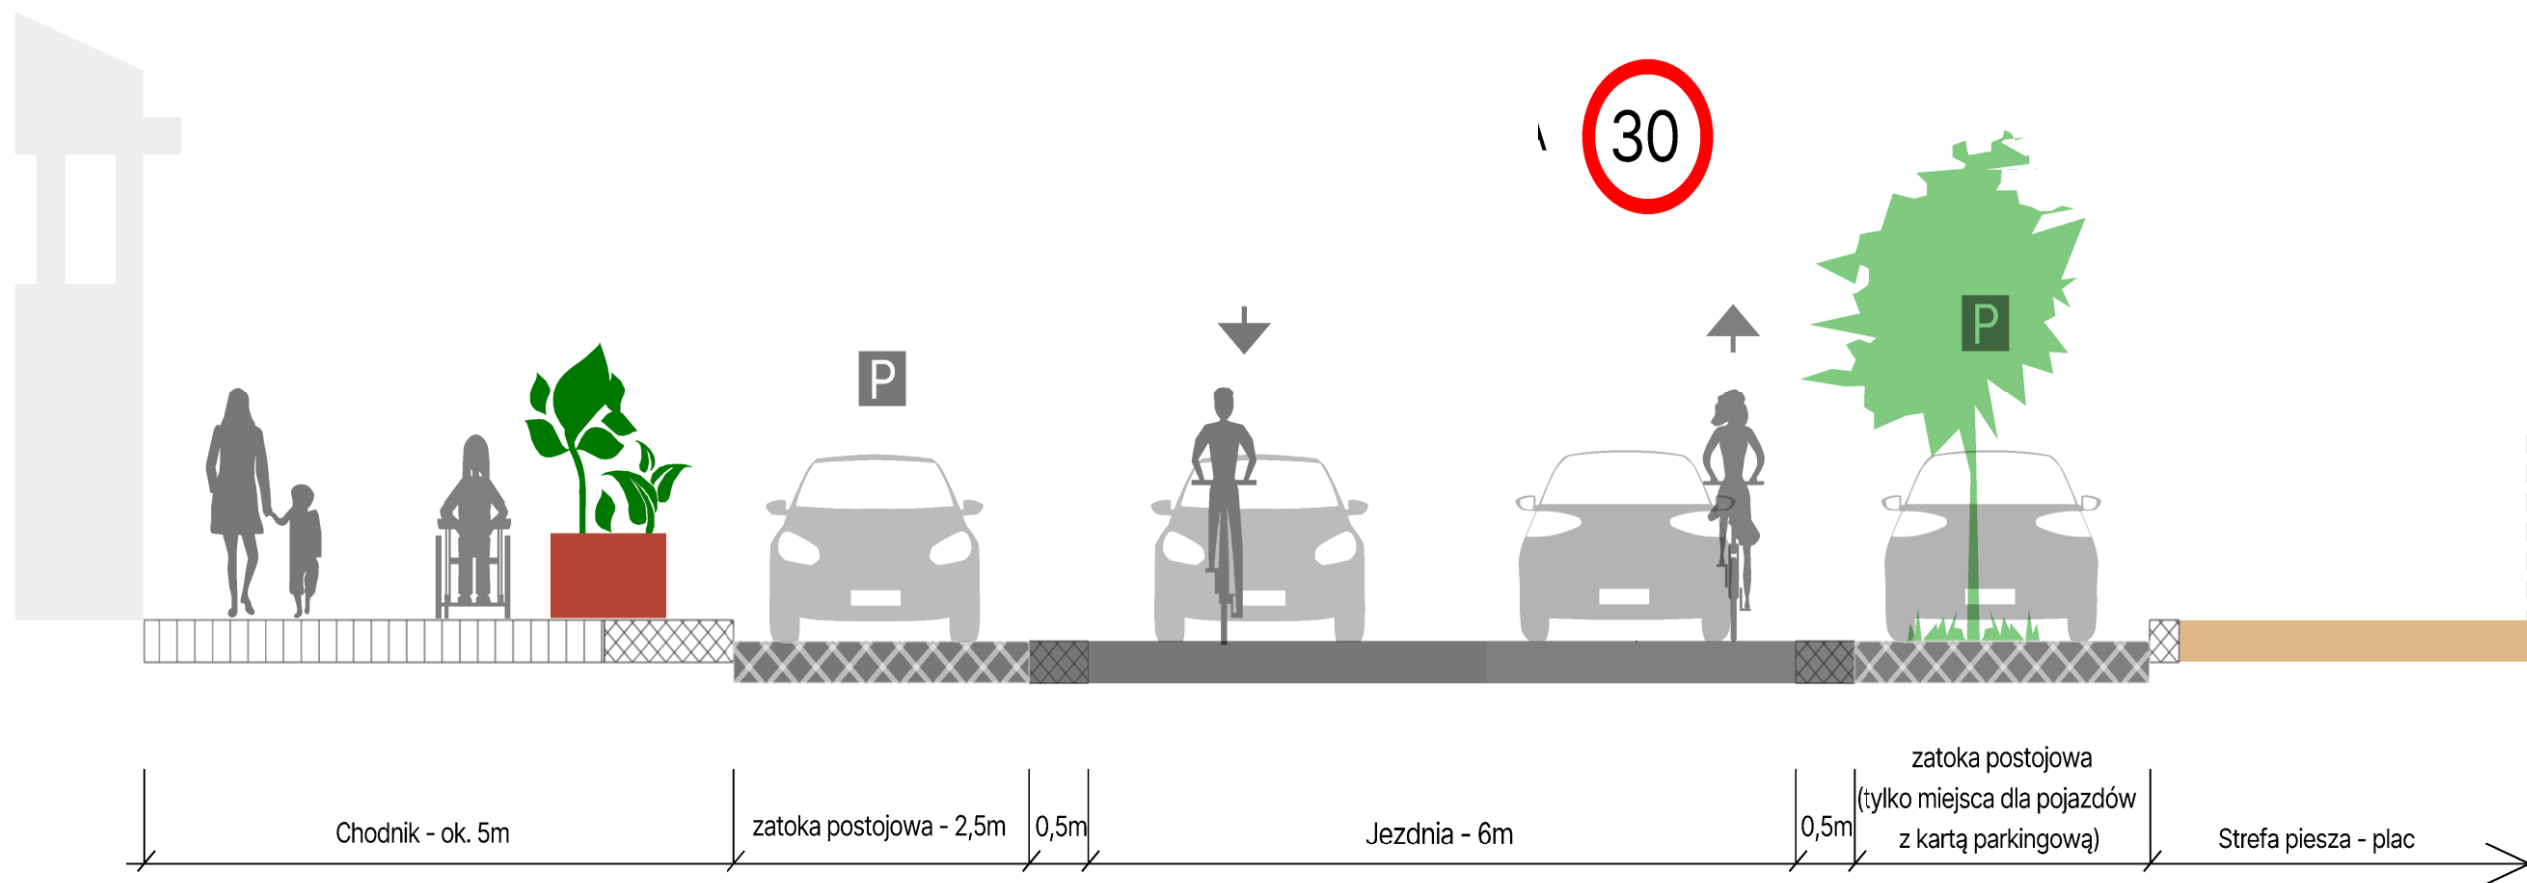 30
P
P
zatoka postojowa
(tylko miejsca dla pojazdów
z kartą parkingową)
Chodnik - ok. 5m
zatoka postojowa - 2,5m
0,5m
Jezdnia - 6m
0,5m
Strefa piesza - plac